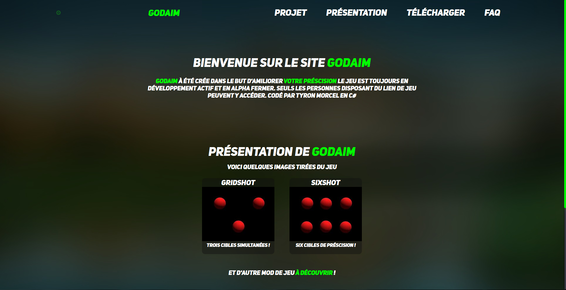 GODAIM PROJET PRÉSENTATION TÉLÉCHARGER FAQ
BIENVENUE SUR LE SITE GODAIM
GODAIM À ÉTÉ CRÉE DANS LE BUT D'AMILIORER VOTRE PRÉSCISION LE JEU EST TOUJOURS EN
DÉVELOPPEMENT ACTIF ET EN ALPHA FERMER. SEULS LES PERSONNES DISPOSANT DU LIEN DE JEU
PEUVENT Y ACCÉDER. CODÉ PAR TYRON MORCEL EN C#
PRÉSENTATION DE GODAIM
VOICI QUELQUES IMAGES TIRÉES DU JEU
GRIDSHOT SIXSHOT
TROIS CIBLES SIMULTANÉES ! SIX CIBLES DE PRÉSCISION !
ET D'AUTRE MOD DE JEU À DÉCOUVRIR !